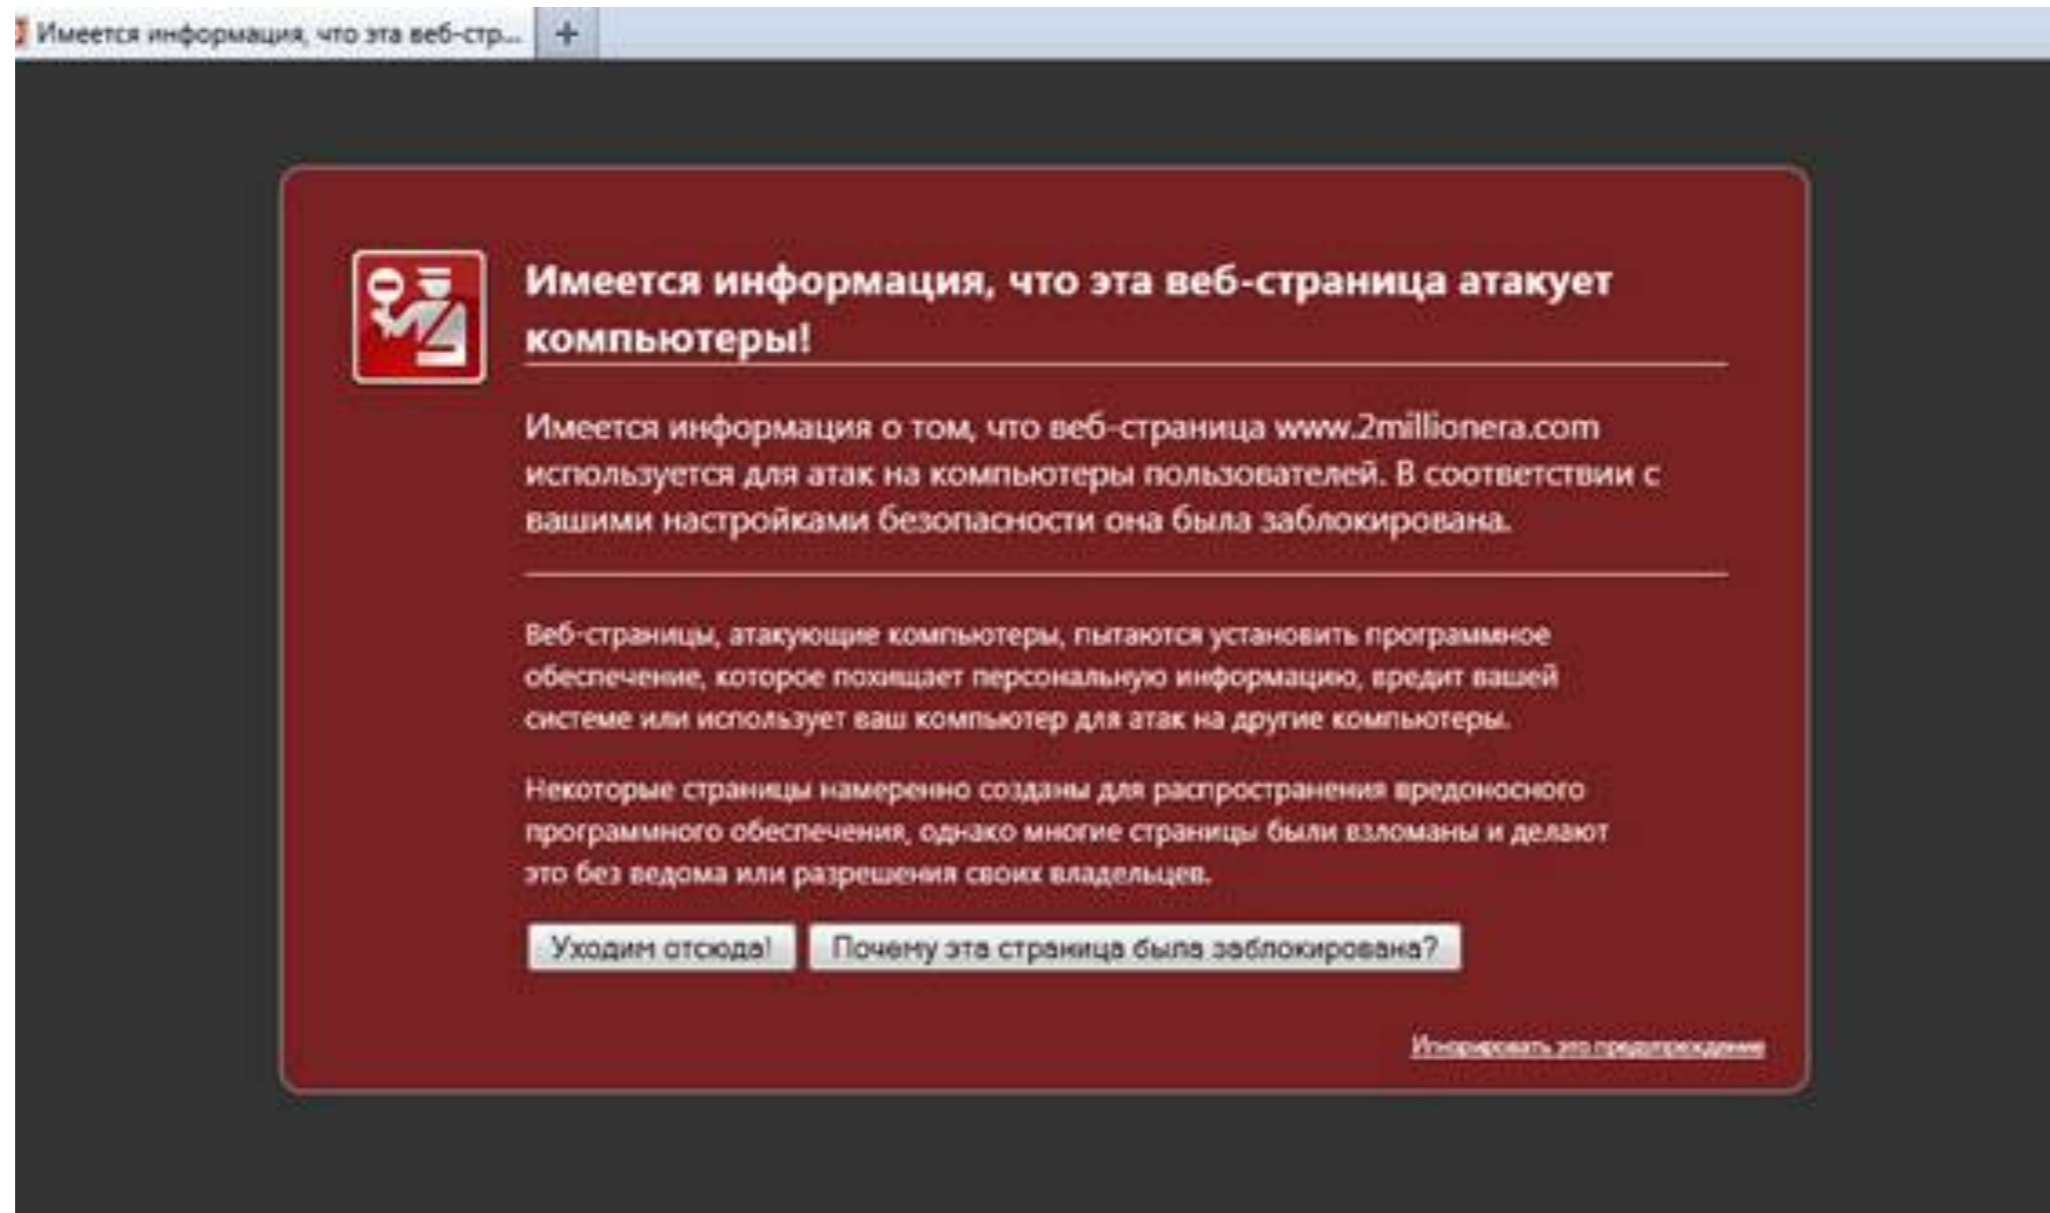 Имеется информация, что эта веб-стр...
Имеется информация, что эта веб-страница атакует
компьютеры!
Имеется информация о том, что веб-страница www.2millionera.com
используется для атак на компьютеры пользователей. В соответствии с
вашими настройками безопасности она была заблокирована.
Веб-страницы, атакующие компьютеры, пытаются установить программное
обеспечение, которое похищает персональную информацию, вредит вашей
системе или использует ваш компьютер для атак на другие компьютеры.
Некоторые страницы намеренно созданы для распространения вредоносного
программного обеспечения, однако многие страницы были взломаны и делают
это без ведома или разрешения своих владельцев.
Уходим отсюда! Почему эта страница была заблокирована?
Игнорировать это предупреждение